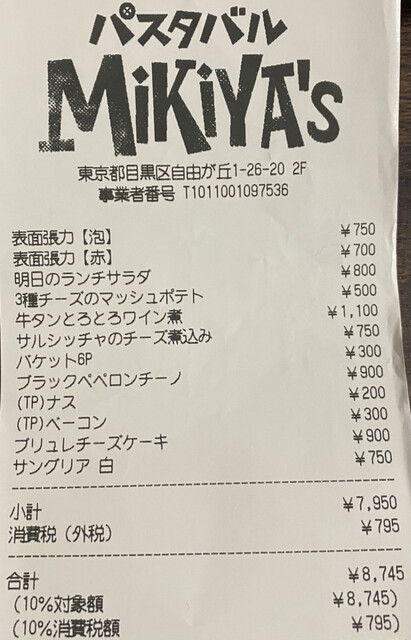 パスタバル
MiKiYA's
東京都目黒区自由が丘1-26-20 2F
事業者番号 T1011001097536
表面張力【泡】 ¥750
表面張力【赤】 ¥700
明日のランチサラダ ¥800
3種チーズのマッシュポテト ¥500
牛タンとろとろワイン煮 ¥1,100
サルシッチャのチーズ煮込み ¥750
バケット6P ¥300
ブラックペペロンチーノ ¥900
(TP)ナス ¥200
(TP)ベーコン ¥300
ブリュレチーズケーキ ¥900
サングリア 白 ¥750
小計 ¥7,950
消費税(外税) ¥795
合計 ¥8,745
(10%対象額 ¥8,745)
(10%消費税額 ¥795)